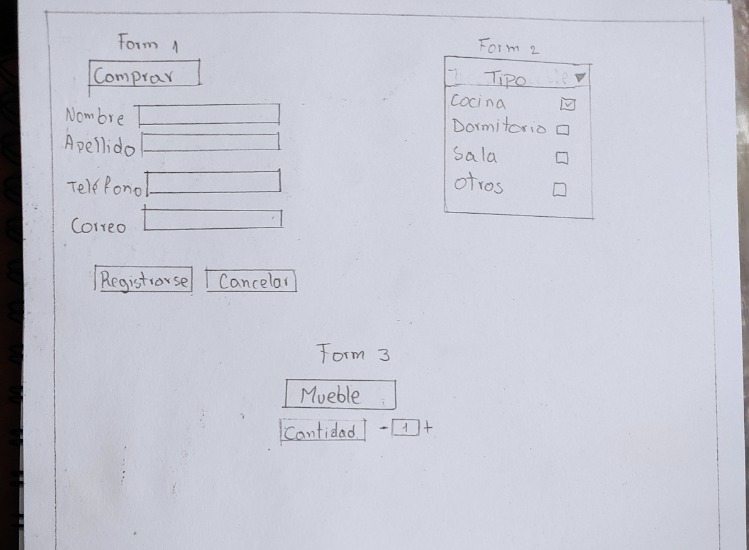 Form 1
Comprar
Nombre
Apellido
Teléfono
Correo
Registrarse
Cancelar
Form 2
TIPO
Cocina
Dormitorio
Sala
otros
Form 3
Mueble
Cantidad - 1 +